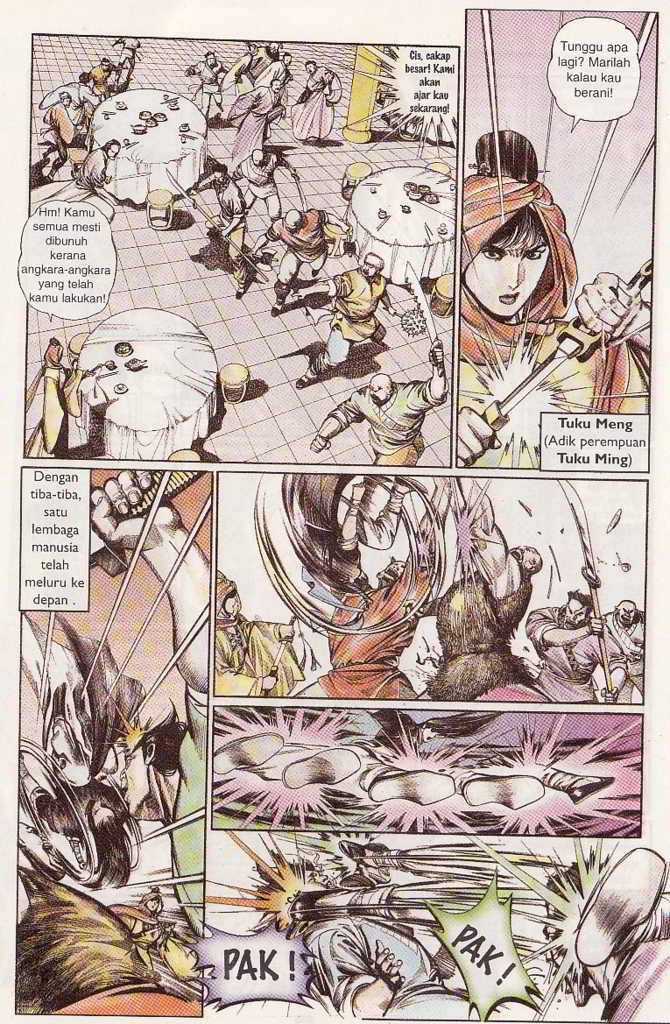 Cis, cakap
besar! Kami
akan
ajar kau
sekarang!
Hm! Kamu
semua mesti
dibunuh
kerana
angkara-angkara
yang telah
kamu lakukan!
Tunggu apa
lagi? Marilah
kalau kau
berani!
Tuku Meng
(Adik perempuan
Tuku Ming)
Dengan
tiba-tiba,
satu
lembaga
manusia
telah
meluru ke
depan .
PAK !
PAK !